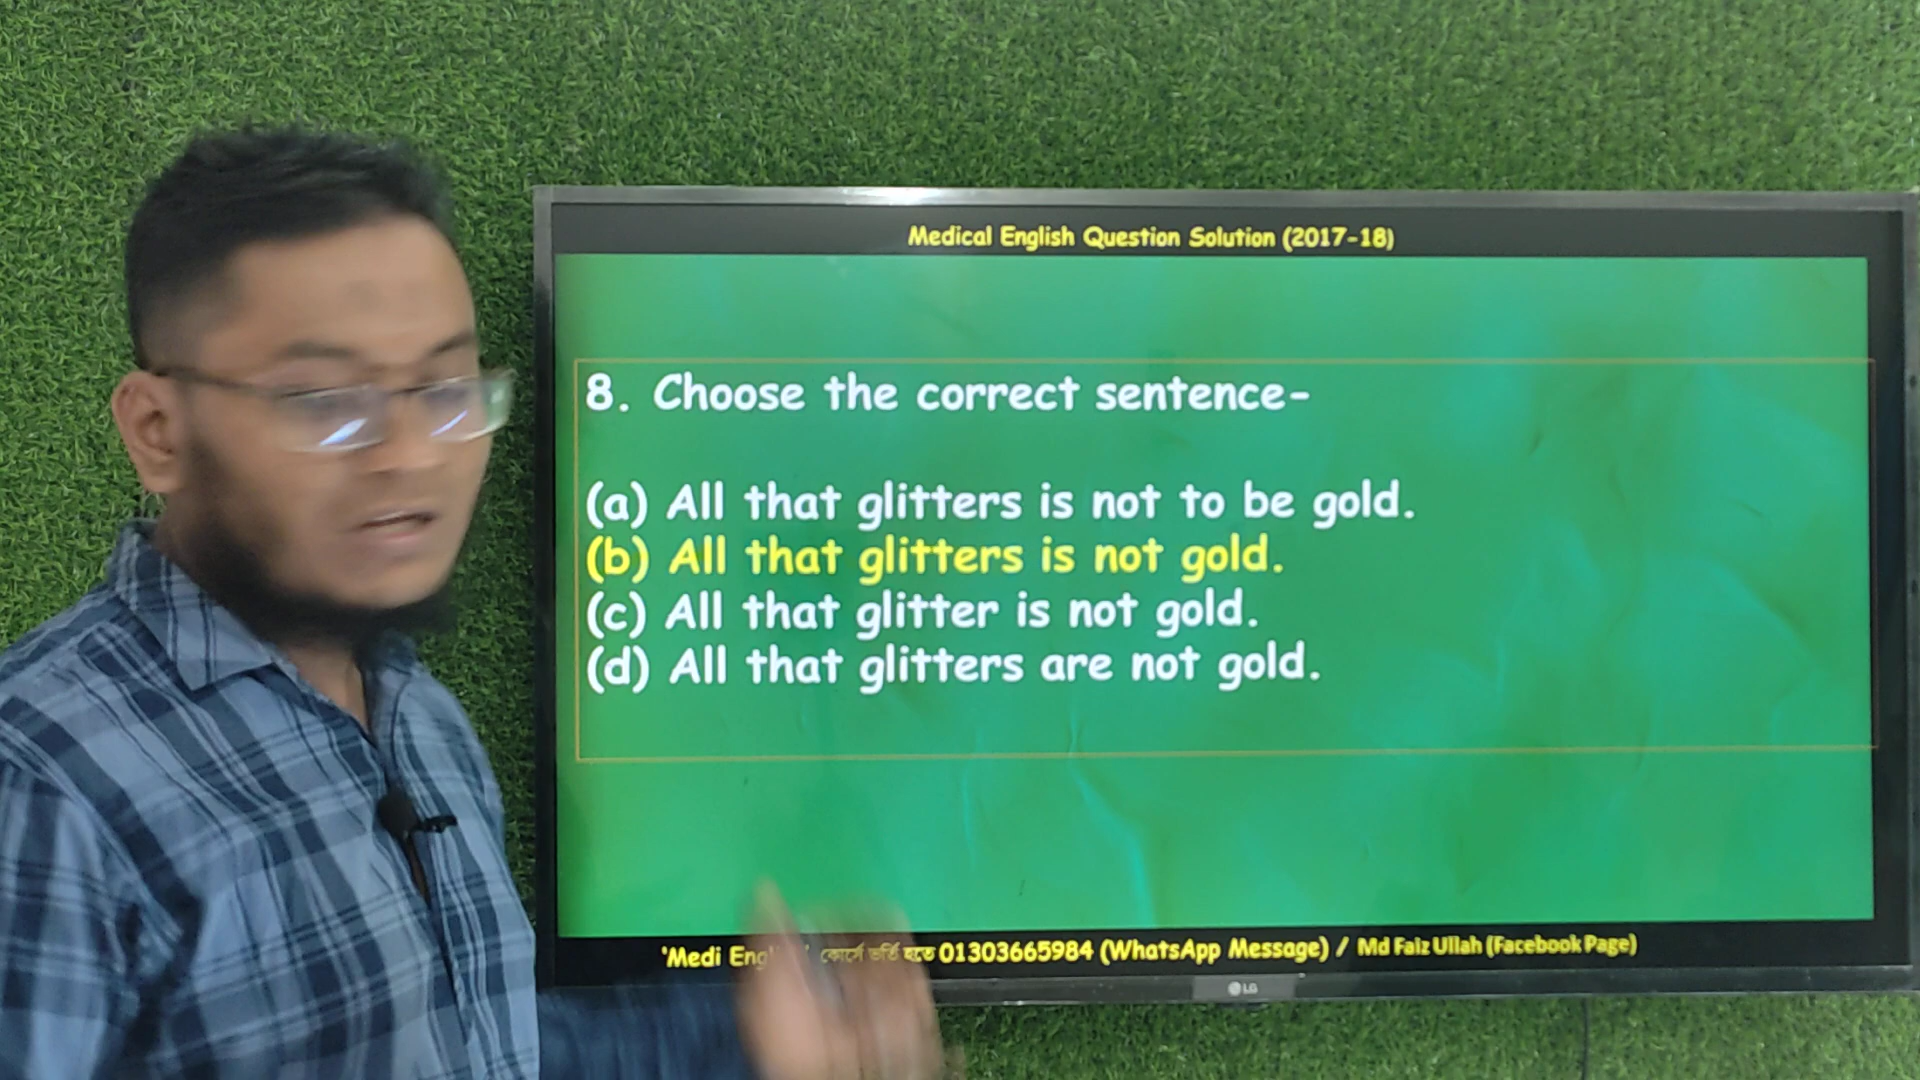 Medical English Question Solution (2017-18)
8. Choose the correct sentence-
(a) All that glitters is not to be gold.
(b) All that glitters is not gold.
(c) All that glitter is not gold.
(d) All that glitters are not gold.
'Medi Eng কোর্সে ভর্তি হতে 01303665984 (WhatsApp Message) / Md Faiz Ullah (Facebook Page)
LG